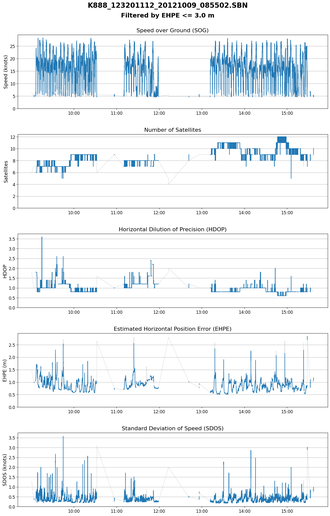 K888_123201112_20121009_085502.SBN
Filtered by EHPE <= 3.0 m
Speed over Ground (SOG)
Speed (knots)
25
20
15
10
5
0
10:00 11:00 12:00 13:00 14:00 15:00
Number of Satellites
Satellites
12
10
8
6
4
2
0
10:00 11:00 12:00 13:00 14:00 15:00
Horizontal Dilution of Precision (HDOP)
HDOP
3.5
3.0
2.5
2.0
1.5
1.0
0.5
0.0
10:00 11:00 12:00 13:00 14:00 15:00
Estimated Horizontal Position Error (EHPE)
EHPE (m)
2.5
2.0
1.5
1.0
0.5
0.0
10:00 11:00 12:00 13:00 14:00 15:00
Standard Deviation of Speed (SDOS)
SDOS (knots)
3.5
3.0
2.5
2.0
1.5
1.0
0.5
0.0
10:00 11:00 12:00 13:00 14:00 15:00